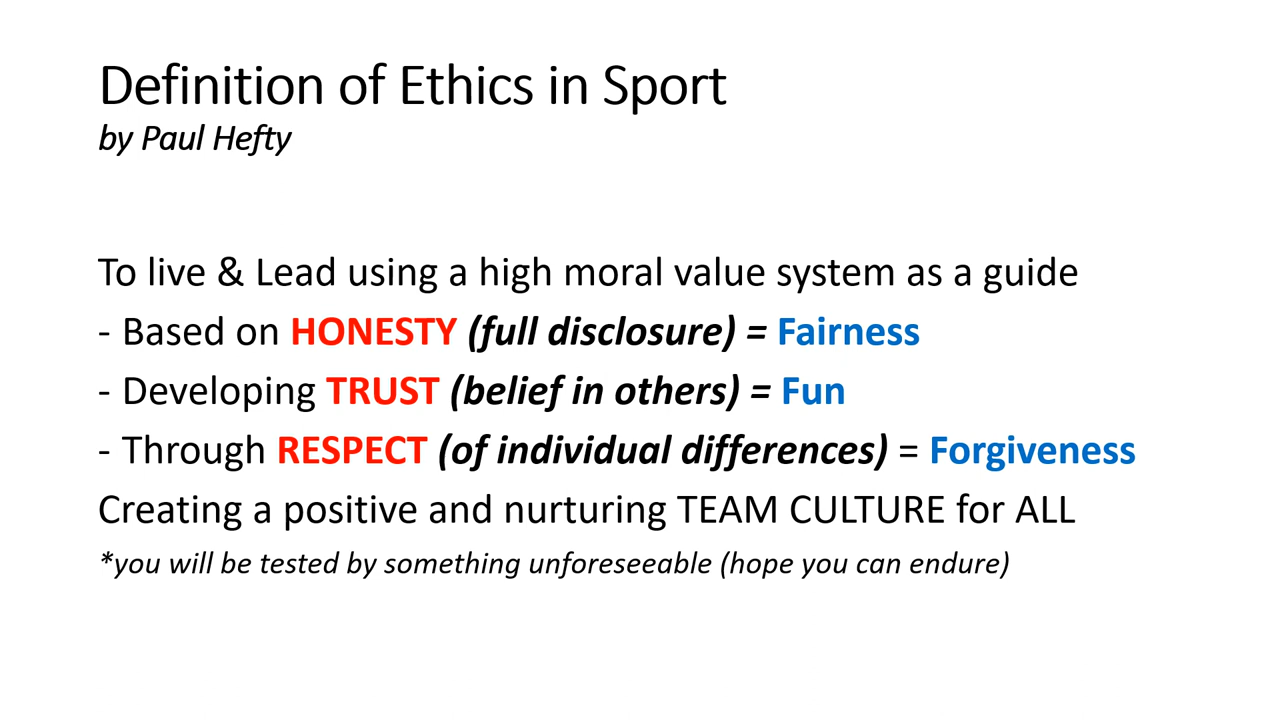 Definition of Ethics in Sport
by Paul Hefty
To live & Lead using a high moral value system as a guide
- Based on HONESTY (full disclosure) = Fairness
- Developing TRUST (belief in others) = Fun
- Through RESPECT (of individual differences) = Forgiveness
Creating a positive and nurturing TEAM CULTURE for ALL
*you will be tested by something unforeseeable (hope you can endure)